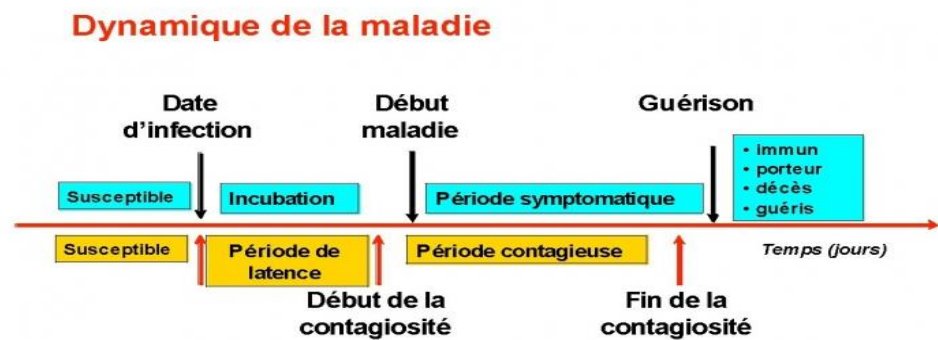 Dynamique de la maladie
Date
d'infection
Début
maladie
Guérison
• immun
• porteur
• décès
• guéris
Susceptible
Incubation
Période symptomatique
Susceptible
Période de
latence
Période contagieuse
Temps (jours)
Début de la
contagiosité
Fin de la
contagiosité